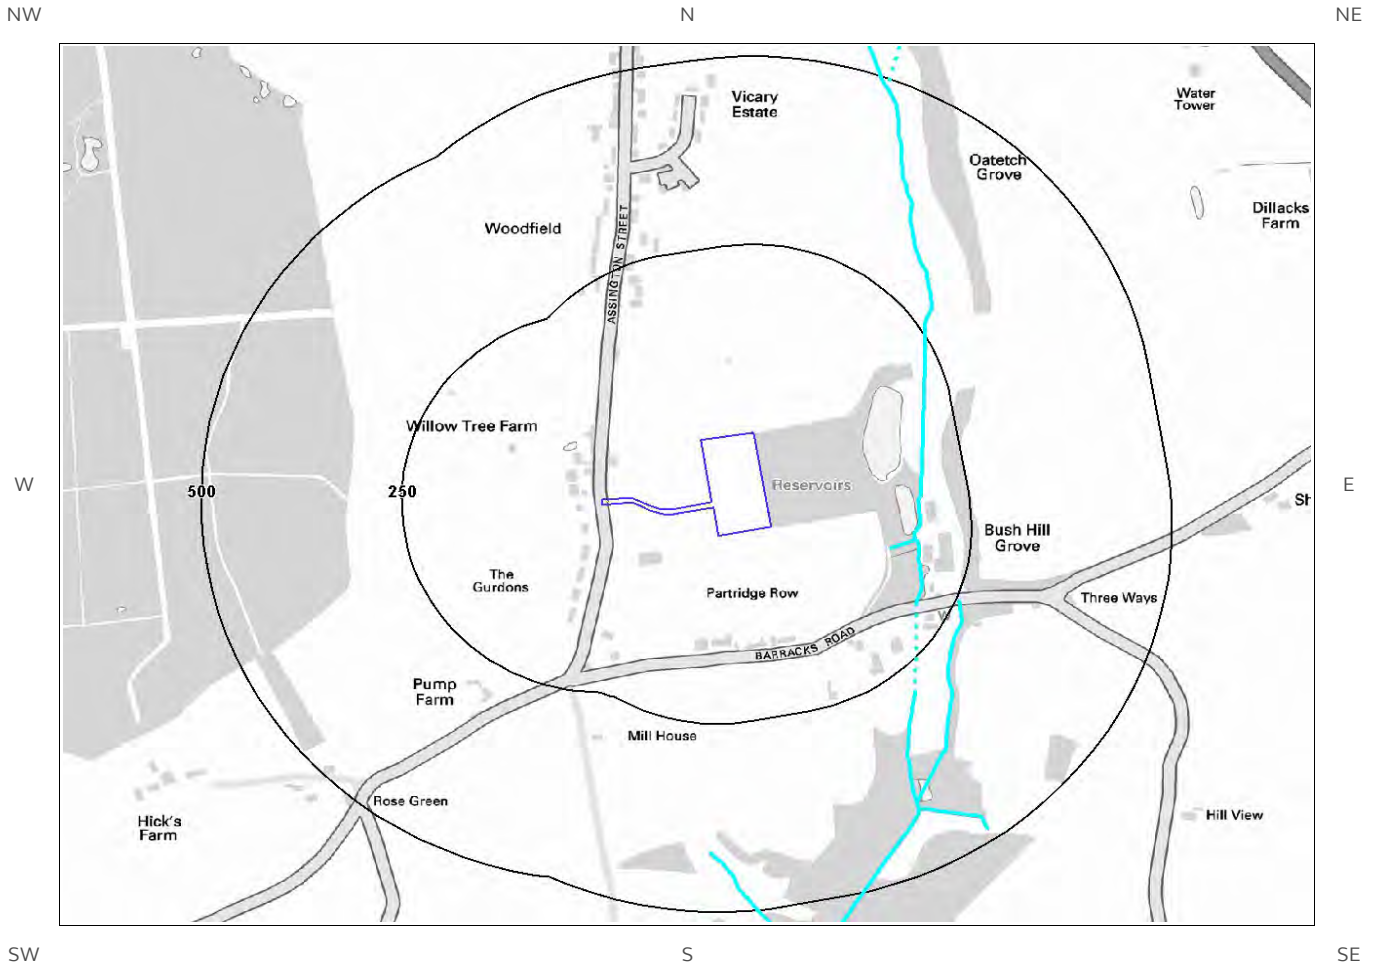 NW
N
NE
Vicary
Estate
Water
Tower
Oatetch
Grove
Dillacks
Farm
Woodfield
ASSINGTON STREET
Willow Tree Farm
W
500
250
Reservoirs
E
Sh
Bush Hill
Grove
The
Gurdons
Partridge Row
Three Ways
W
BARRACKS ROAD
Pump
Farm
Mill House
Rose Green
Hick's
Farm
Hill View
SW
S
SE